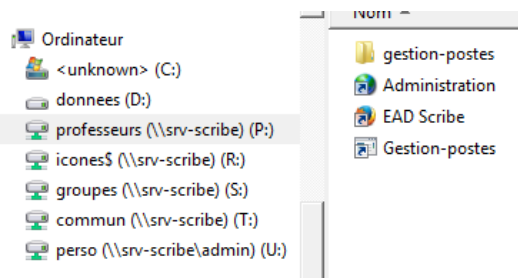 Ordinateur
<unknown> (C:)
donnees (D:)
professeurs (\\srv-scribe) (P:)
icones$ (\\srv-scribe) (R:)
groupes (\\srv-scribe) (S:)
commun (\\srv-scribe) (T:)
perso (\\srv-scribe\admin) (U:)
Nom
gestion-postes
Administration
EAD Scribe
Gestion-postes